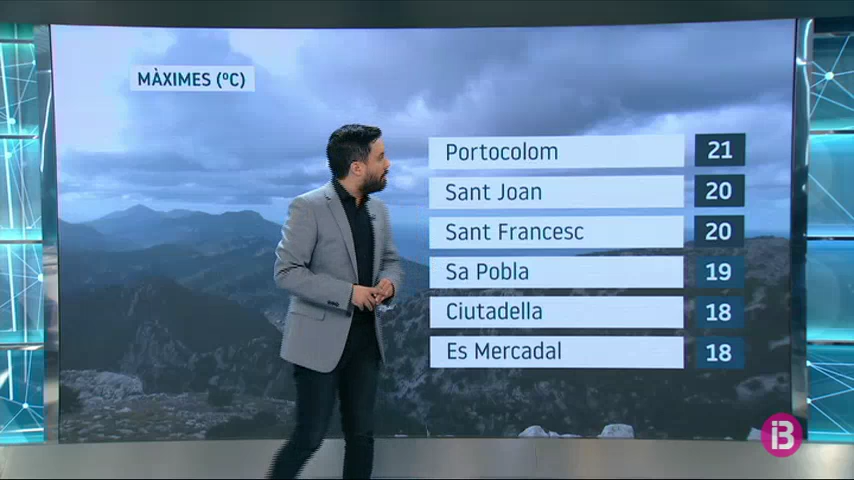 MÀXIMES (ºC)
Portocolom 21
Sant Joan 20
Sant Francesc 20
Sa Pobla 19
Ciutadella 18
Es Mercadal 18
iB